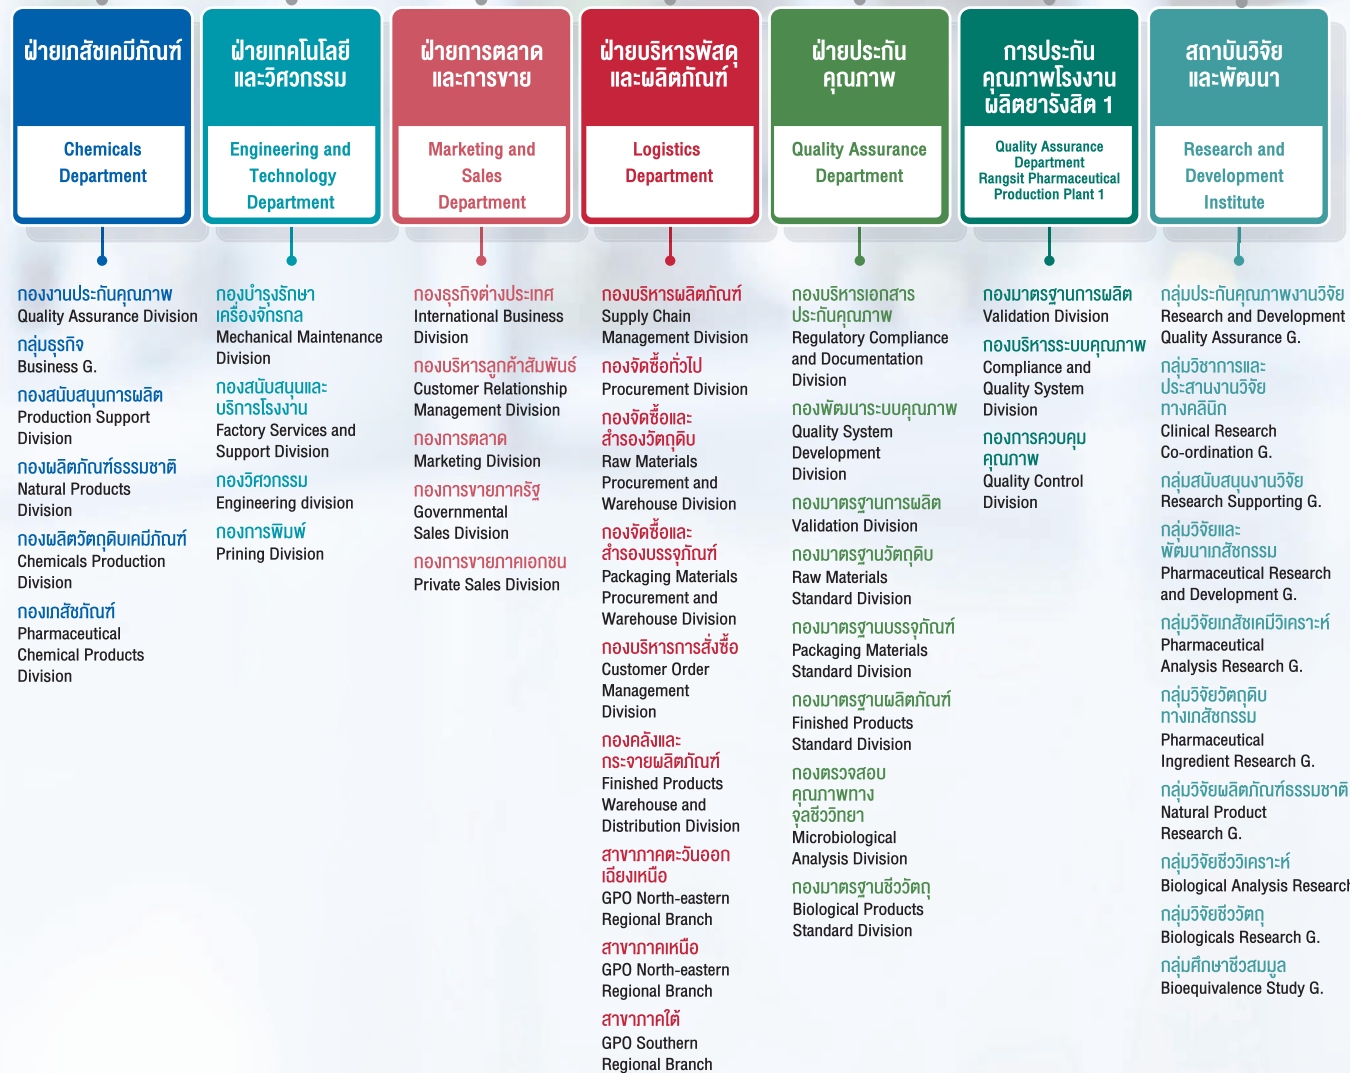 ฝ่ายเภสัชเคมีภัณฑ์
Chemicals
Department
กองงานประกันคุณภาพ
Quality Assurance Division
กลุ่มธุรกิจ
Business G.
กองสนับสนุนการผลิต
Production Support
Division
กองผลิตภัณฑ์ธรรมชาติ
Natural Products
Division
กองผลิตวัตถุดิบเคมีภัณฑ์
Chemicals Production
Division
กองเภสัชภัณฑ์
Pharmaceutical
Chemical Products
Division
ฝ่ายเทคโนโลยี
และวิศวกรรม
Engineering and
Technology
Department
กองบำรุงรักษา
เครื่องจักรกล
Mechanical Maintenance
Division
กองสนับสนุนและ
บริการโรงงาน
Factory Services and
Support Division
กองวิศวกรรม
Engineering division
กองการพิมพ์
Prining Division
ฝ่ายการตลาด
และการขาย
Marketing and
Sales
Department
กองธุรกิจต่างประเทศ
International Business
Division
กองบริหารลูกค้าสัมพันธ์
Customer Relationship
Management Division
กองการตลาด
Marketing Division
กองการขายภาครัฐ
Governmental
Sales Division
กองการขายภาคเอกชน
Private Sales Division
ฝ่ายบริหารพัสดุ
และผลิตภัณฑ์
Logistics
Department
กองบริหารผลิตภัณฑ์
Supply Chain
Management Division
กองจัดซื้อทั่วไป
Procurement Division
กองจัดซื้อและ
สำรองวัตถุดิบ
Raw Materials
Procurement and
Warehouse Division
กองจัดซื้อและ
สำรองบรรจุภัณฑ์
Packaging Materials
Procurement and
Warehouse Division
กองบริหารการสั่งซื้อ
Customer Order
Management
Division
กองคลังและ
กระจายผลิตภัณฑ์
Finished Products
Warehouse and
Distribution Division
สาขาภาคตะวันออก
เฉียงเหนือ
GPO North-eastern
Regional Branch
สาขาภาคเหนือ
GPO North-eastern
Regional Branch
สาขาภาคใต้
GPO Southern
Regional Branch
ฝ่ายประกัน
คุณภาพ
Quality Assurance
Department
กองบริหารเอกสาร
ประกันคุณภาพ
Regulatory Compliance
and Documentation
Division
กองพัฒนาระบบคุณภาพ
Quality System
Development
Division
กองมาตรฐานการผลิต
Validation Division
กองมาตรฐานวัตถุดิบ
Raw Materials
Standard Division
กองมาตรฐานบรรจุภัณฑ์
Packaging Materials
Standard Division
กองมาตรฐานผลิตภัณฑ์
Finished Products
Standard Division
กองตรวจสอบ
คุณภาพทาง
จุลชีววิทยา
Microbiological
Analysis Division
กองมาตรฐานชีววัตถุ
Biological Products
Standard Division
การประกัน
คุณภาพโรงงาน
ผลิตยารังสิต 1
Quality Assurance
Department
Rangsit Pharmaceutical
Production Plant 1
กองมาตรฐานการผลิต
Validation Division
กองบริหารระบบคุณภาพ
Compliance and
Quality System
Division
กองการควบคุม
คุณภาพ
Quality Control
Division
สถาบันวิจัย
และพัฒนา
Research and
Development
Institute
กลุ่มประกันคุณภาพงานวิจัย
Research and Development
Quality Assurance G.
กลุ่มวิชาการและ
ประสานงานวิจัย
ทางคลินิก
Clinical Research
Co-ordination G.
กลุ่มสนับสนุนงานวิจัย
Research Supporting G.
กลุ่มวิจัยและ
พัฒนาเภสัชกรรม
Pharmaceutical Research
and Development G.
กลุ่มวิจัยเภสัชเคมีวิเคราะห์
Pharmaceutical
Analysis Research G.
กลุ่มวิจัยวัตถุดิบ
ทางเภสัชกรรม
Pharmaceutical
Ingredient Research G.
กลุ่มวิจัยผลิตภัณฑ์ธรรมชาติ
Natural Product
Research G.
กลุ่มวิจัยชีววิเคราะห์
Biological Analysis Research
กลุ่มวิจัยชีววัตถุ
Biologicals Research G.
กลุ่มศึกษาชีวสมมูล
Bioequivalence Study G.